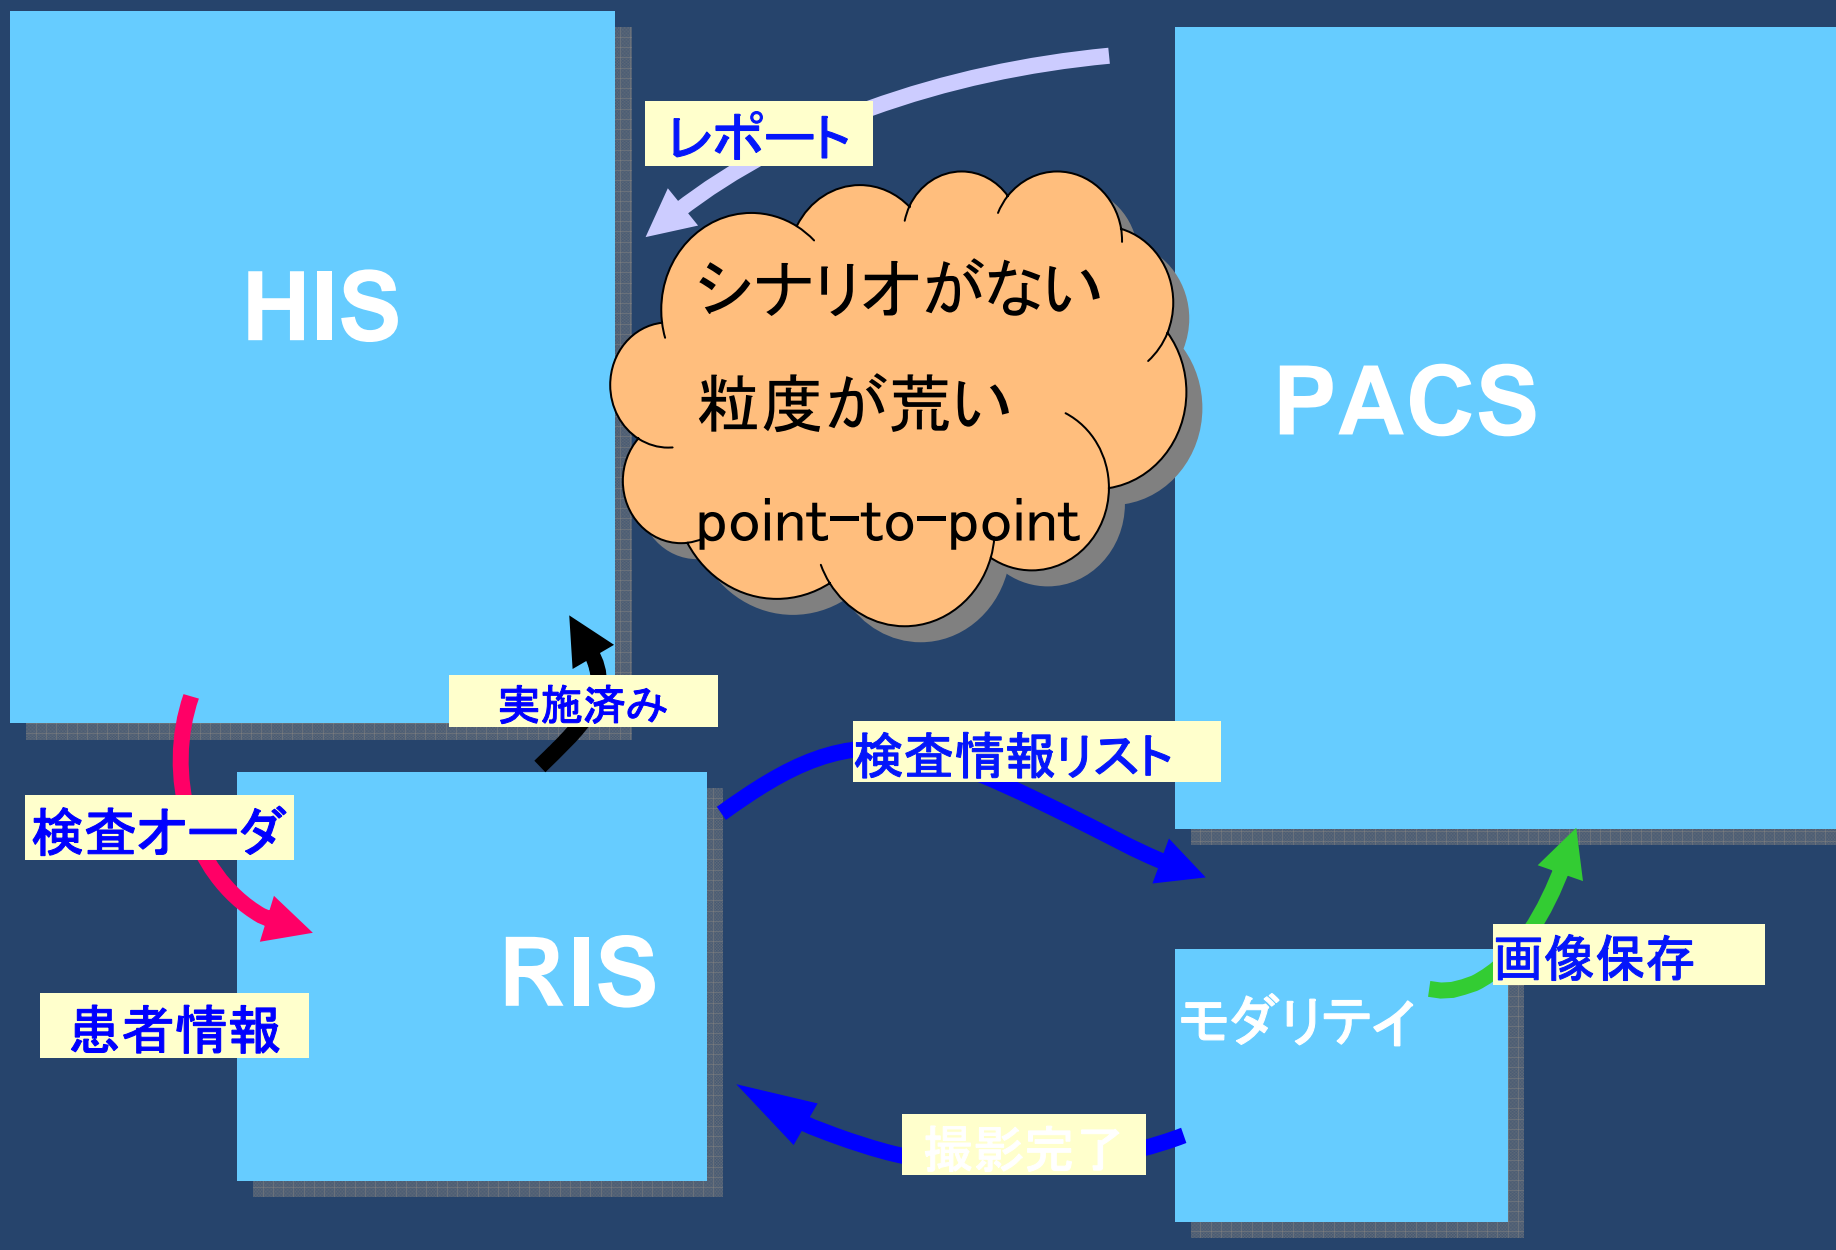 レポート
HIS
シナリオがない
粒度が荒い
point-to-point
PACS
実施済み
検査情報リスト
検査オーダ
RIS
画像保存
患者情報
モダリティ
撮影完了